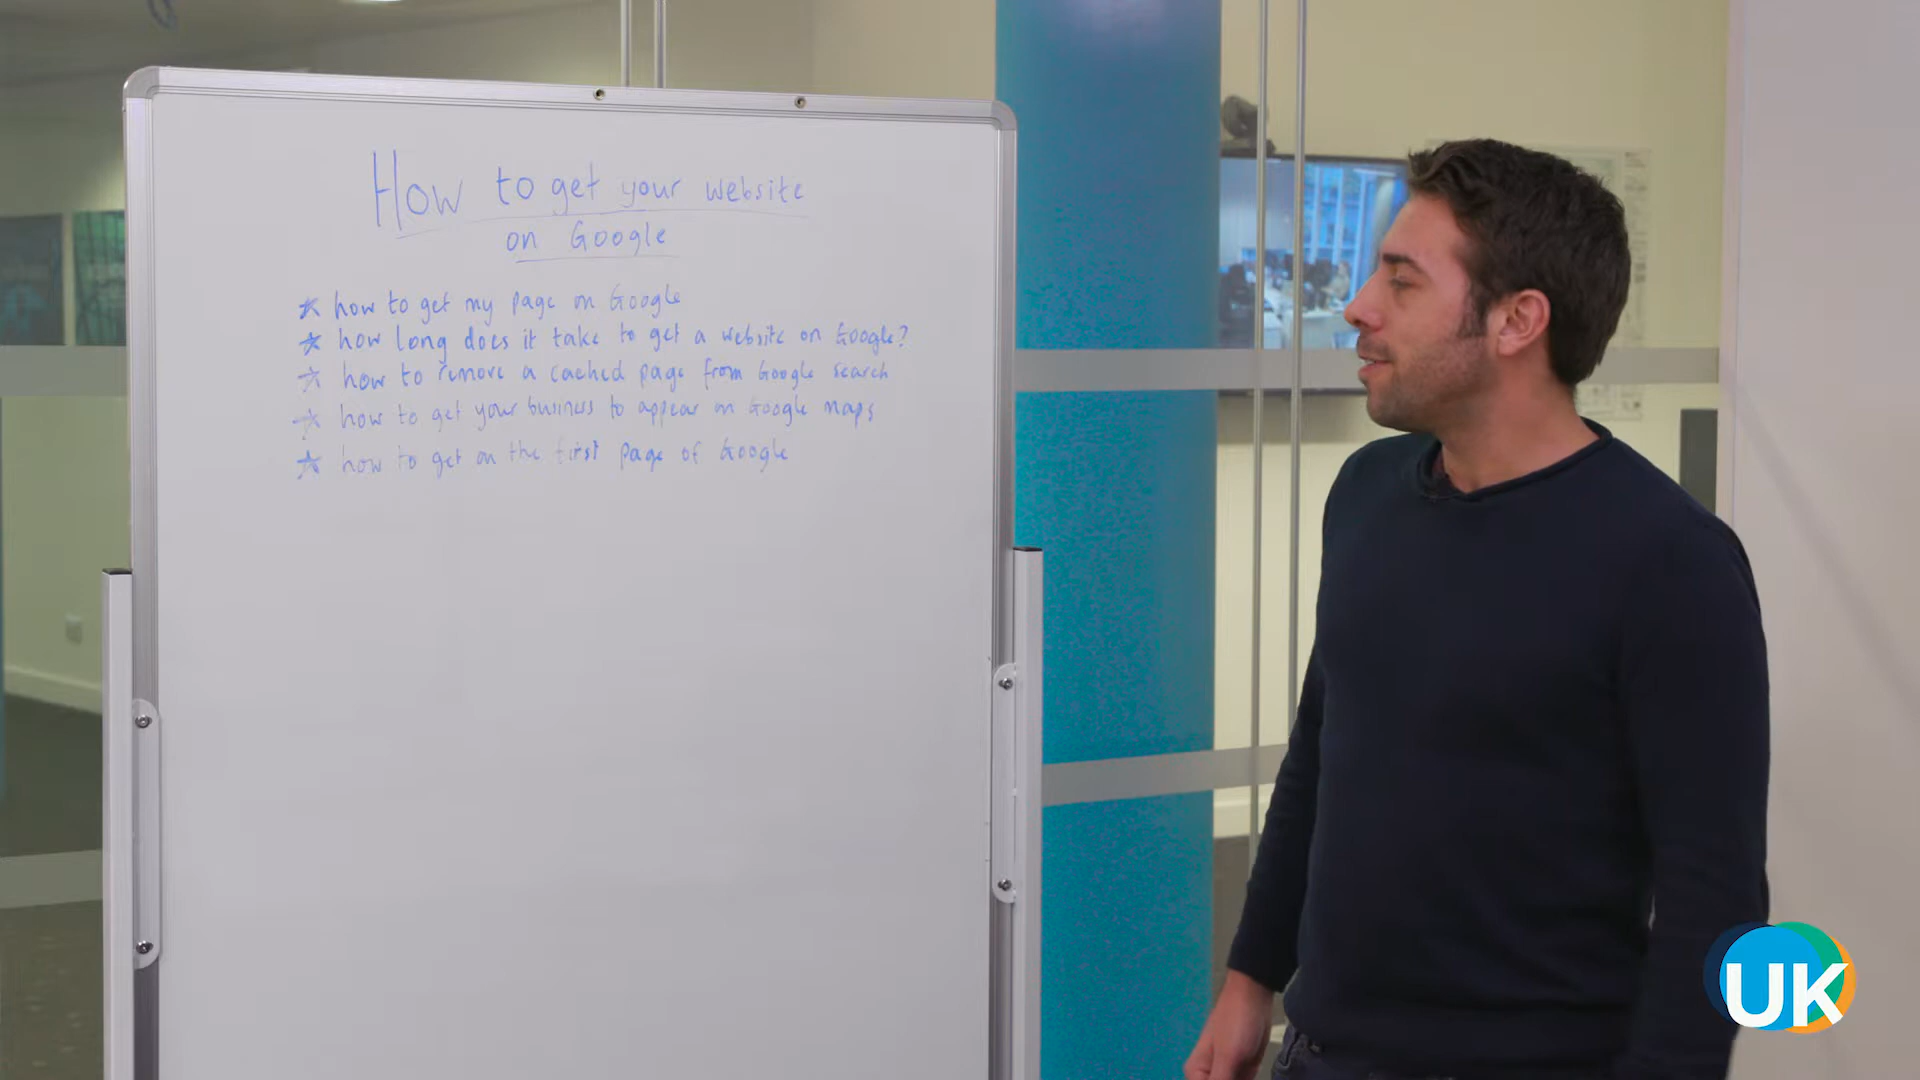 How to get your website
on Google
* how to get my page on Google
* how long does it take to get a website on Google?
* how to remove a cached page from Google search
* how to get your business to appear on Google maps
* how to get on the first page of Google
UK